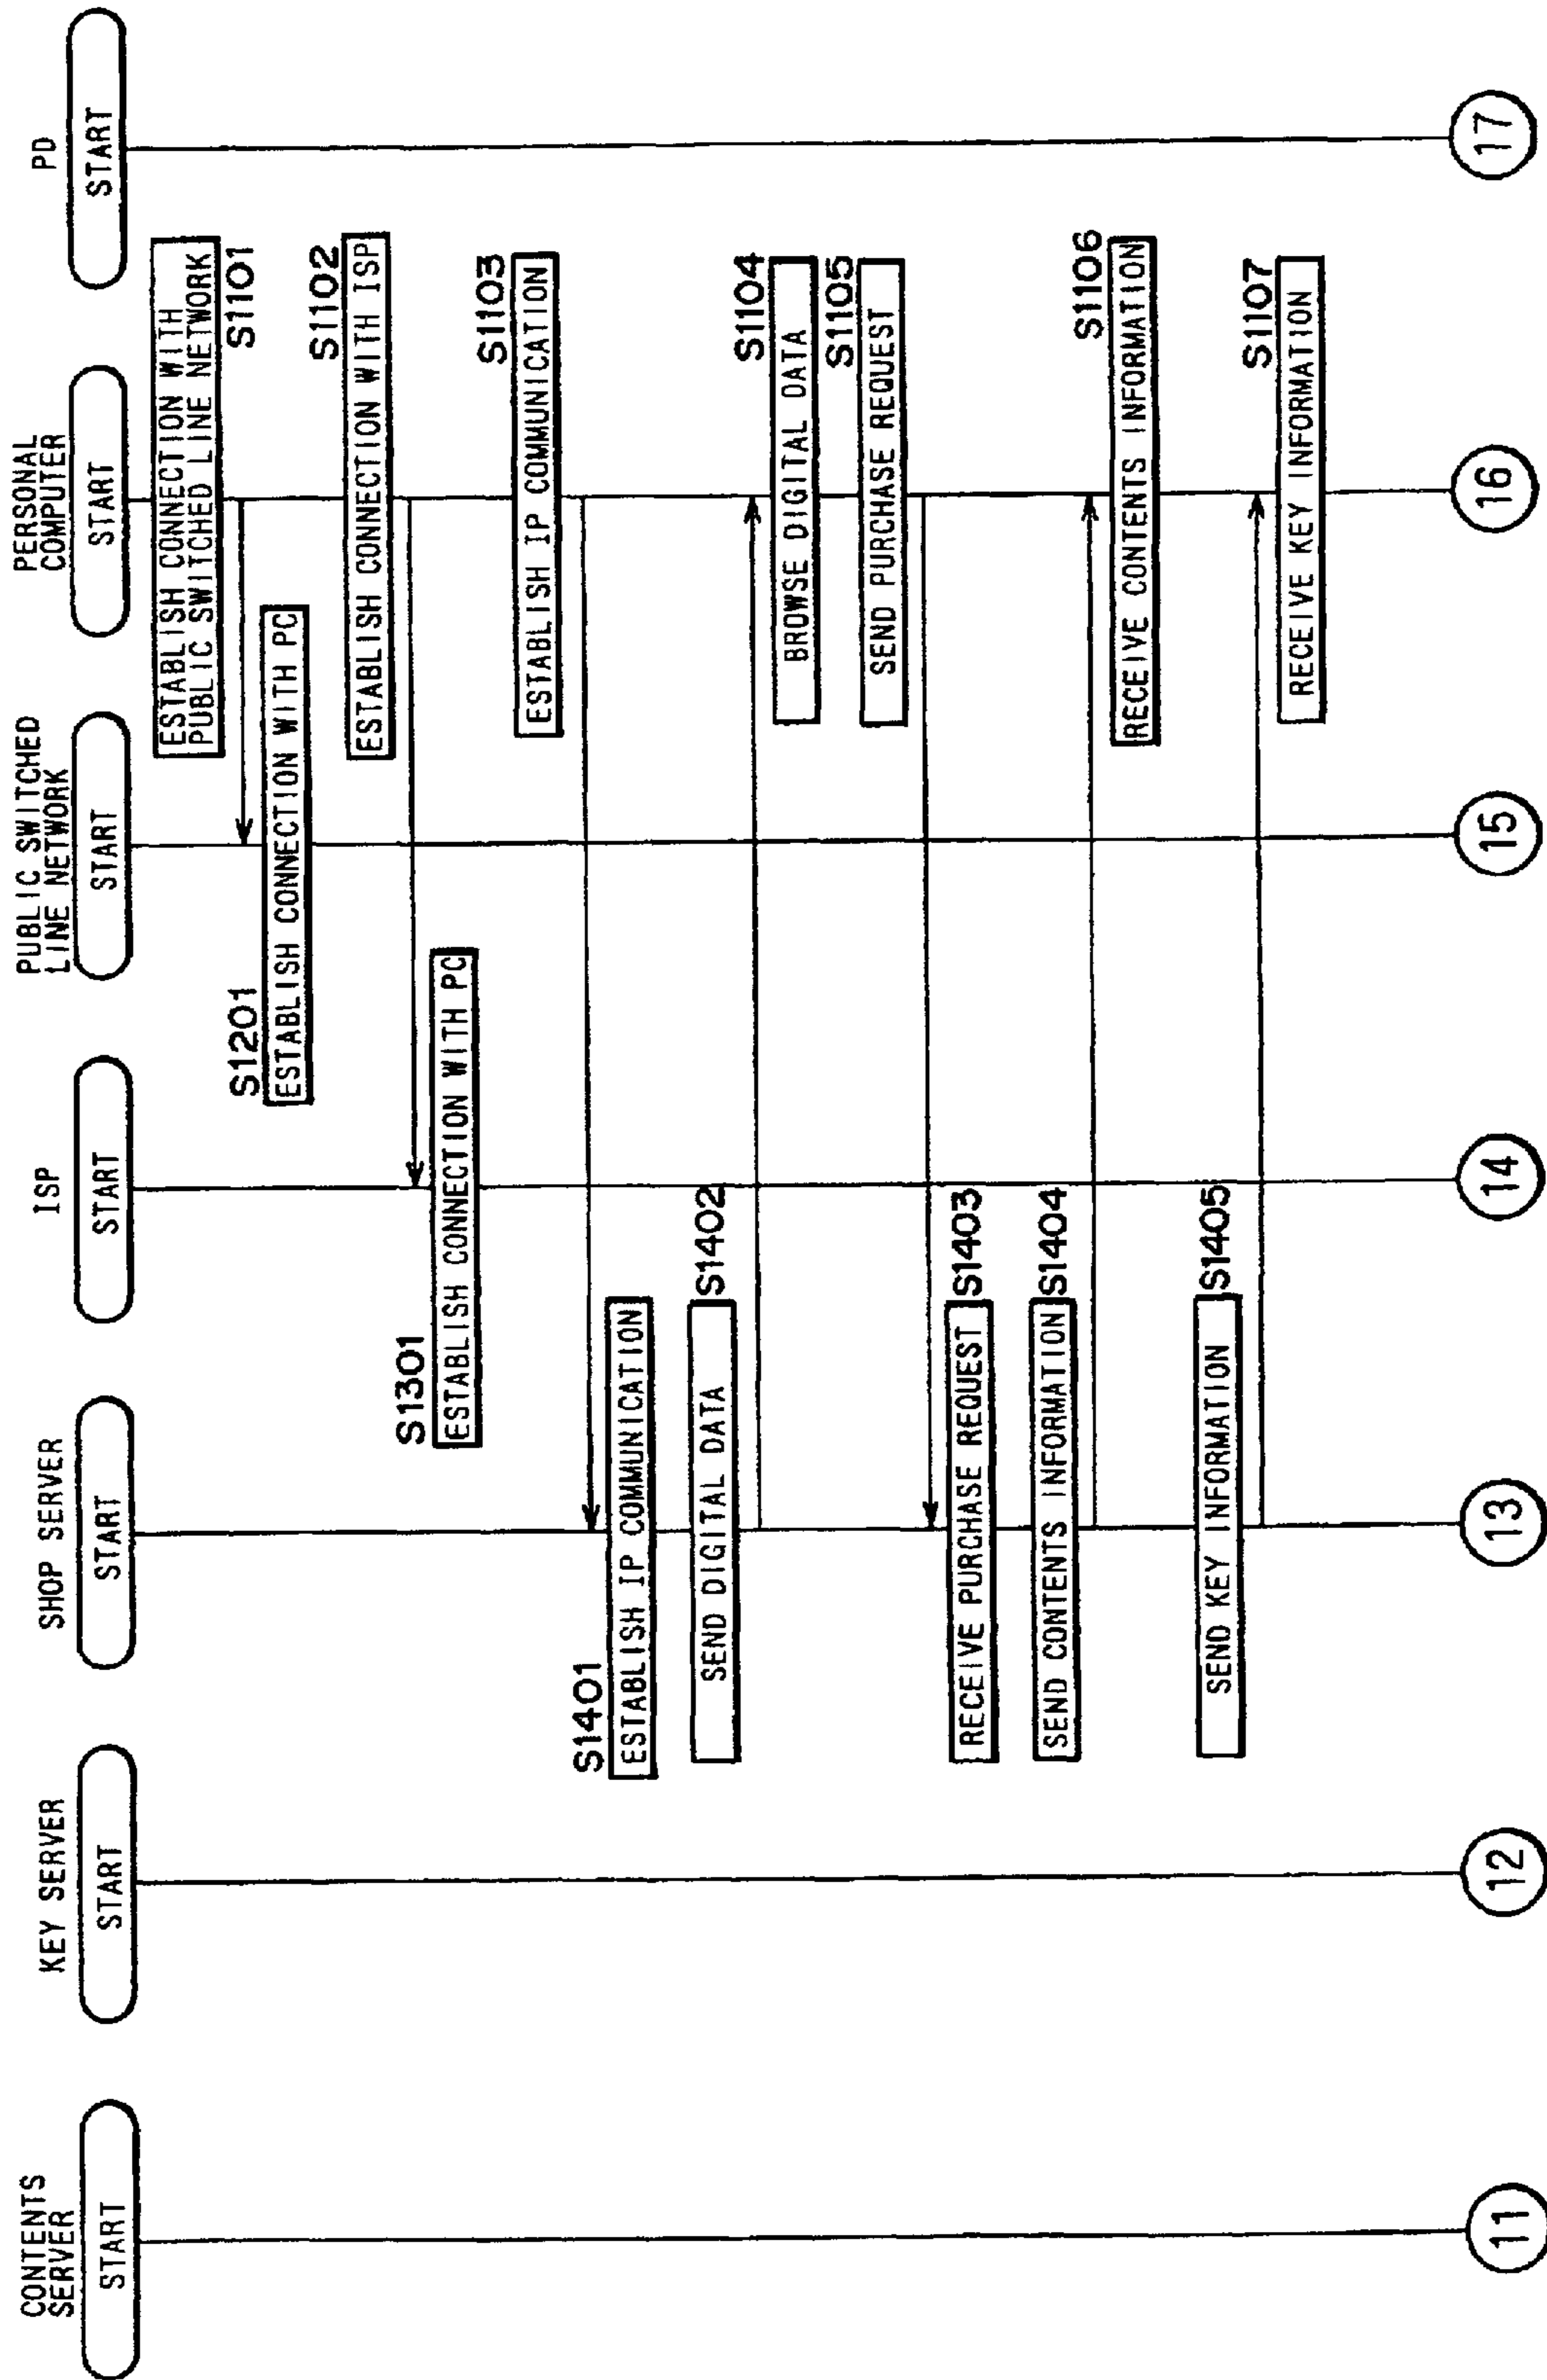 CONTENTS
SERVER
START
KEY SERVER
START
SHOP SERVER
START
ISP
START
PUBLIC SWITCHED
LINE NETWORK
START
PERSONAL
COMPUTER
START
PD
START
ESTABLISH CONNECTION WITH
PUBLIC SWITCHED LINE NETWORK
S1101
S1201
ESTABLISH CONNECTION WITH PC
S1102
ESTABLISH CONNECTION WITH ISP
S1301
ESTABLISH CONNECTION WITH PC
S1103
ESTABLISH IP COMMUNICATION
S1401
ESTABLISH IP COMMUNICATION
SEND DIGITAL DATA
S1402
S1104
BROWSE DIGITAL DATA
S1105
SEND PURCHASE REQUEST
RECEIVE PURCHASE REQUEST
S1403
SEND CONTENTS INFORMATION
S1404
S1106
RECEIVE CONTENTS INFORMATION
SEND KEY INFORMATION
S1405
S1107
RECEIVE KEY INFORMATION
11
12
13
14
15
16
17